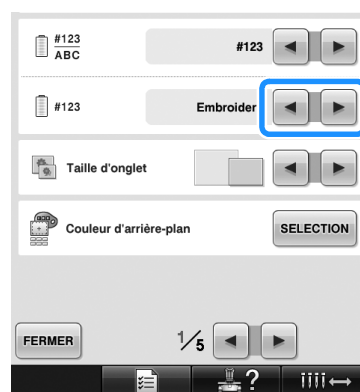 #123
ABC
#123
#123
Embroider
Taille d'onglet
Couleur d'arrière-plan
SELECTION
FERMER
1/5
?